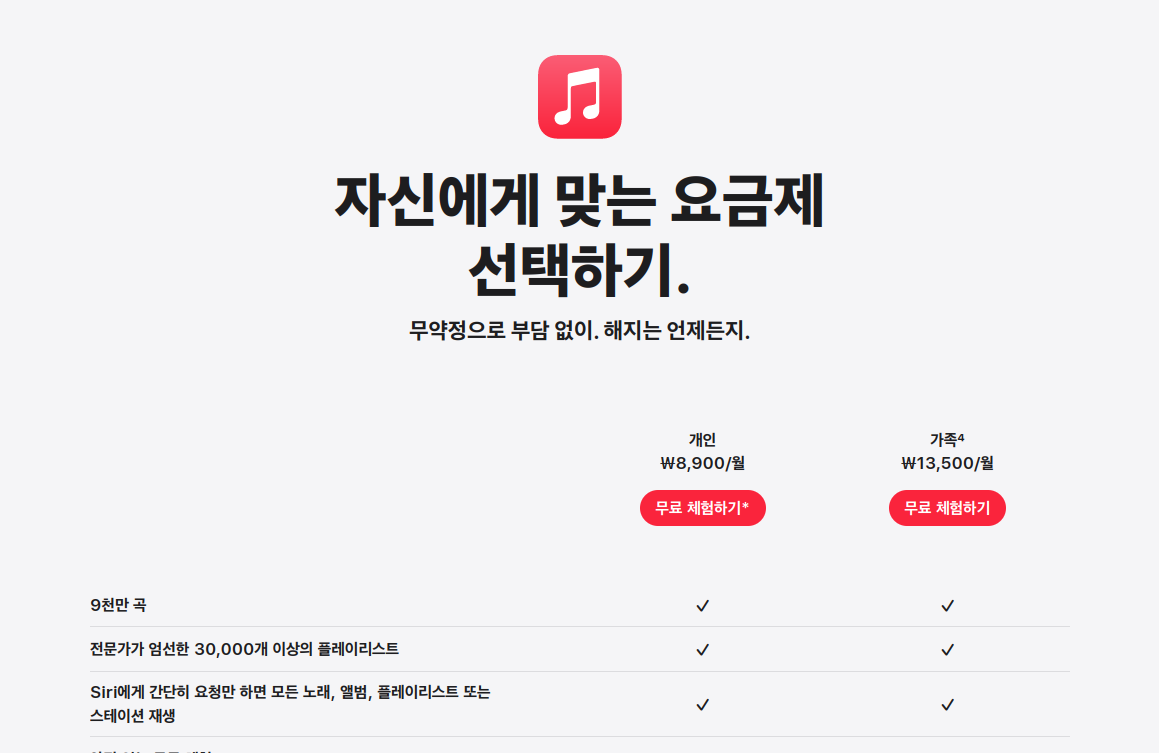 자신에게 맞는 요금제
선택하기.
무약정으로 부담 없이. 해지는 언제든지.
개인
₩8,900/월
무료 체험하기*
가족⁴
₩13,500/월
무료 체험하기
9천만 곡
전문가가 엄선한 30,000개 이상의 플레이리스트
Siri에게 간단히 요청만 하면 모든 노래, 앨범, 플레이리스트 또는
스테이션 재생